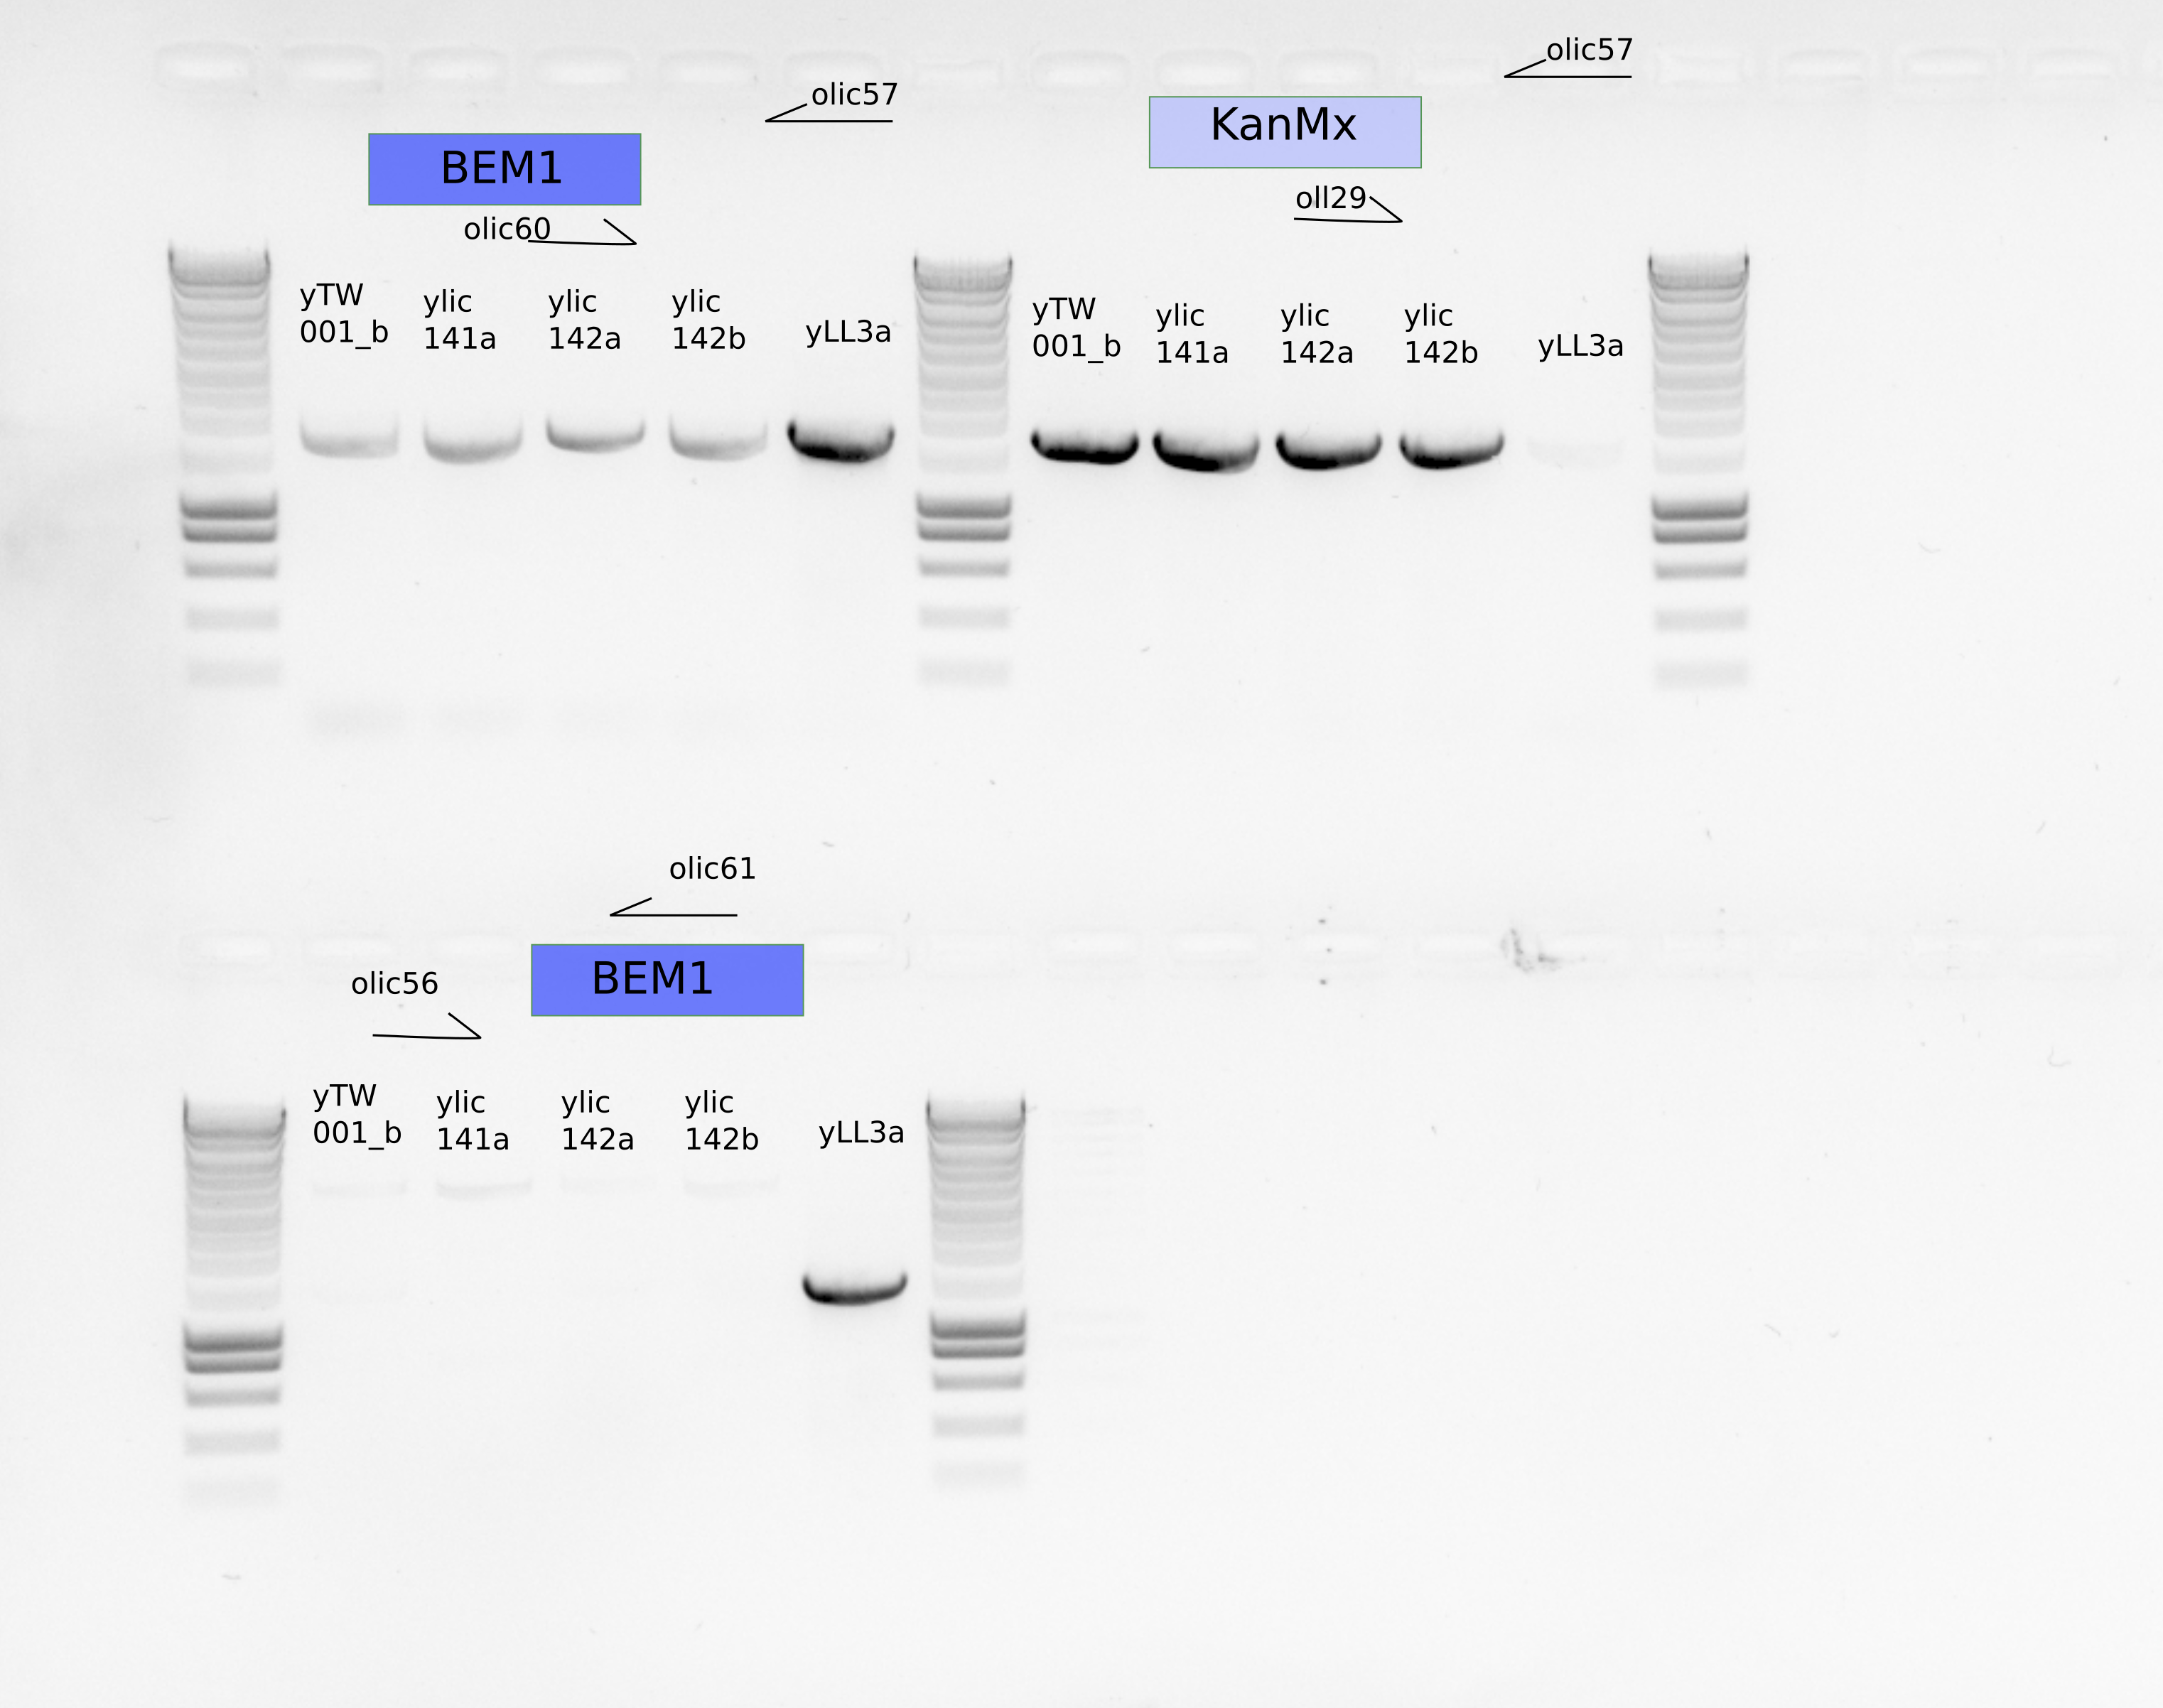 olic57
BEM1
olic60
yTW
001_b
ylic
141a
ylic
142a
ylic
142b
yLL3a
olic57
KanMx
oll29
yTW
001_b
ylic
141a
ylic
142a
ylic
142b
yLL3a
olic61
olic56
BEM1
yTW
001_b
ylic
141a
ylic
142a
ylic
142b
yLL3a